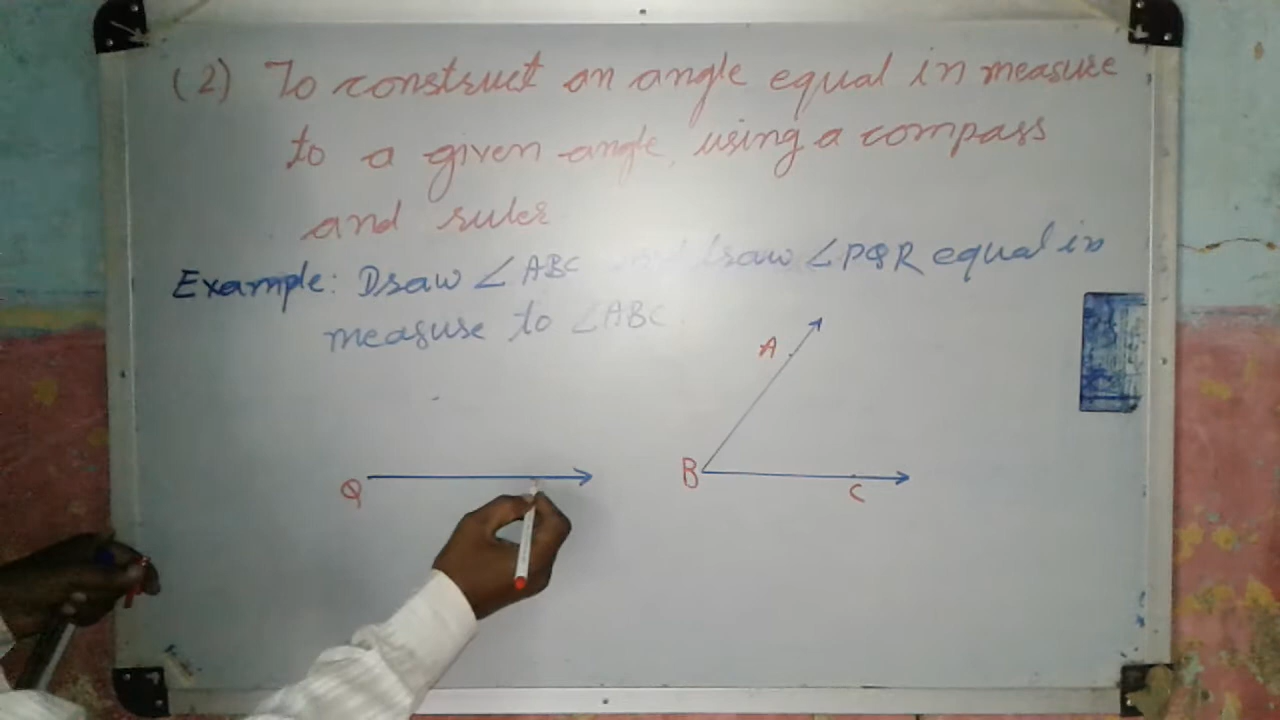 (2) To construct an angle equal in measure
to a given angle, using a compass
and ruler
Example: Draw ∠ABC and draw ∠PQR equal in
measure to ∠ABC.
A
Q
B
C